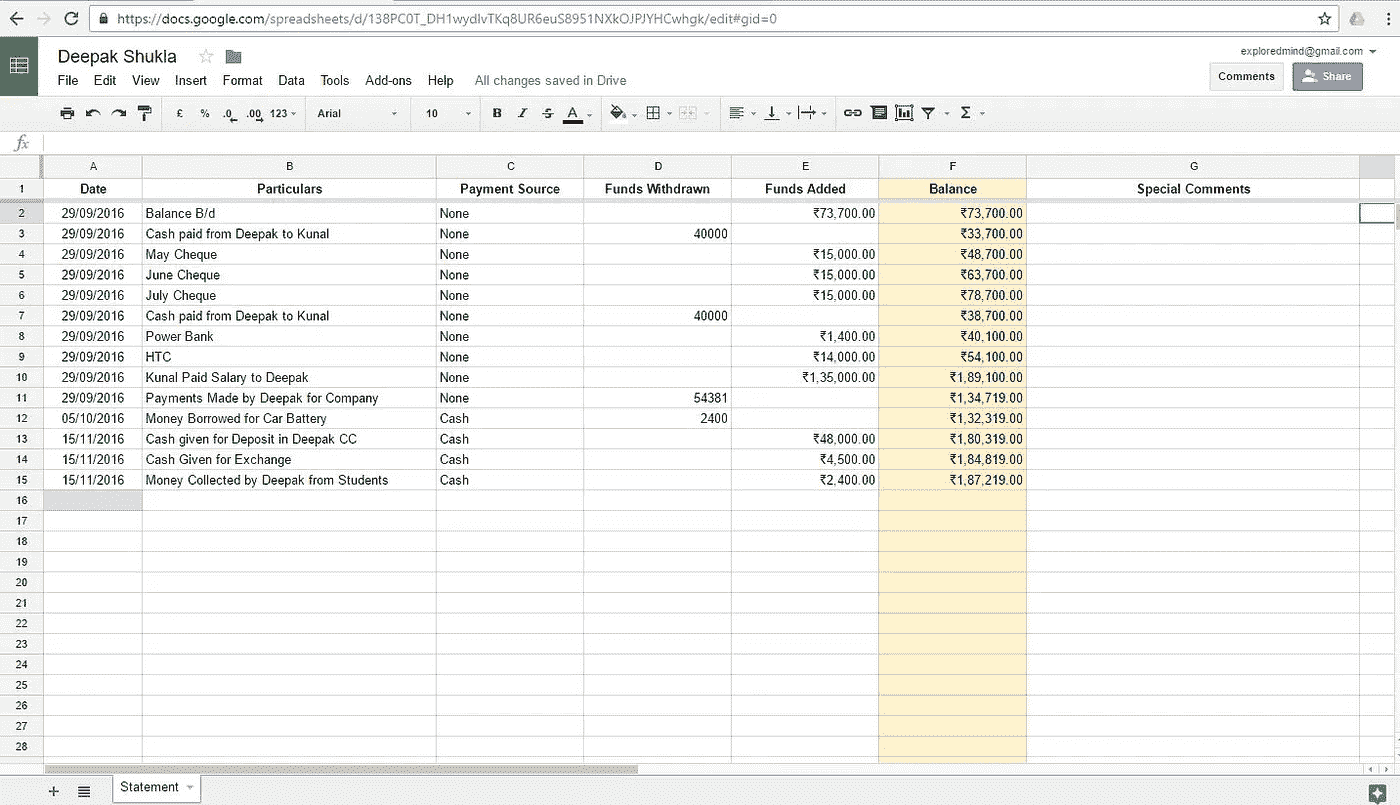 https://docs.google.com/spreadsheets/d/138PC0T_DH1wydIvTKq8UR6euS8951NXkOJPJYHCwhgk/edit#gid=0
Deepak Shukla
exploredmind@gmail.com
File Edit View Insert Format Data Tools Add-ons Help All changes saved in Drive
Comments Share
£ % .0 .00 123 Arial 10 B I S A Σ
fx
A B C D E F G
1 Date Particulars Payment Source Funds Withdrawn Funds Added Balance Special Comments
2 29/09/2016 Balance B/d None ₹73,700.00 ₹73,700.00
3 29/09/2016 Cash paid from Deepak to Kunal None 40000 ₹33,700.00
4 29/09/2016 May Cheque None ₹15,000.00 ₹48,700.00
5 29/09/2016 June Cheque None ₹15,000.00 ₹63,700.00
6 29/09/2016 July Cheque None ₹15,000.00 ₹78,700.00
7 29/09/2016 Cash paid from Deepak to Kunal None 40000 ₹38,700.00
8 29/09/2016 Power Bank None ₹1,400.00 ₹40,100.00
9 29/09/2016 HTC None ₹14,000.00 ₹54,100.00
10 29/09/2016 Kunal Paid Salary to Deepak None ₹1,35,000.00 ₹1,89,100.00
11 29/09/2016 Payments Made by Deepak for Company None 54381 ₹1,34,719.00
12 05/10/2016 Money Borrowed for Car Battery Cash 2400 ₹1,32,319.00
13 15/11/2016 Cash given for Deposit in Deepak CC Cash ₹48,000.00 ₹1,80,319.00
14 15/11/2016 Cash Given for Exchange Cash ₹4,500.00 ₹1,84,819.00
15 15/11/2016 Money Collected by Deepak from Students Cash ₹2,400.00 ₹1,87,219.00
16
17
18
19
20
21
22
23
24
25
26
27
28
Statement